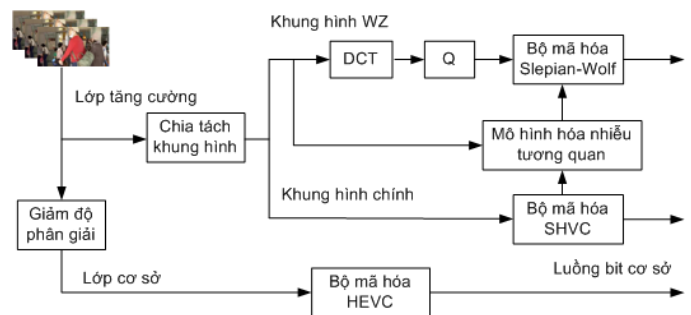 Khung hình WZ
DCT
Q
Bộ mã hóa
Slepian-Wolf
Lớp tăng cường
Chia tách
khung hình
Mô hình hóa nhiễu
tương quan
Khung hình chính
Bộ mã hóa
SHVC
Giảm độ
phân giải
Lớp cơ sở
Bộ mã hóa
HEVC
Luồng bit cơ sở